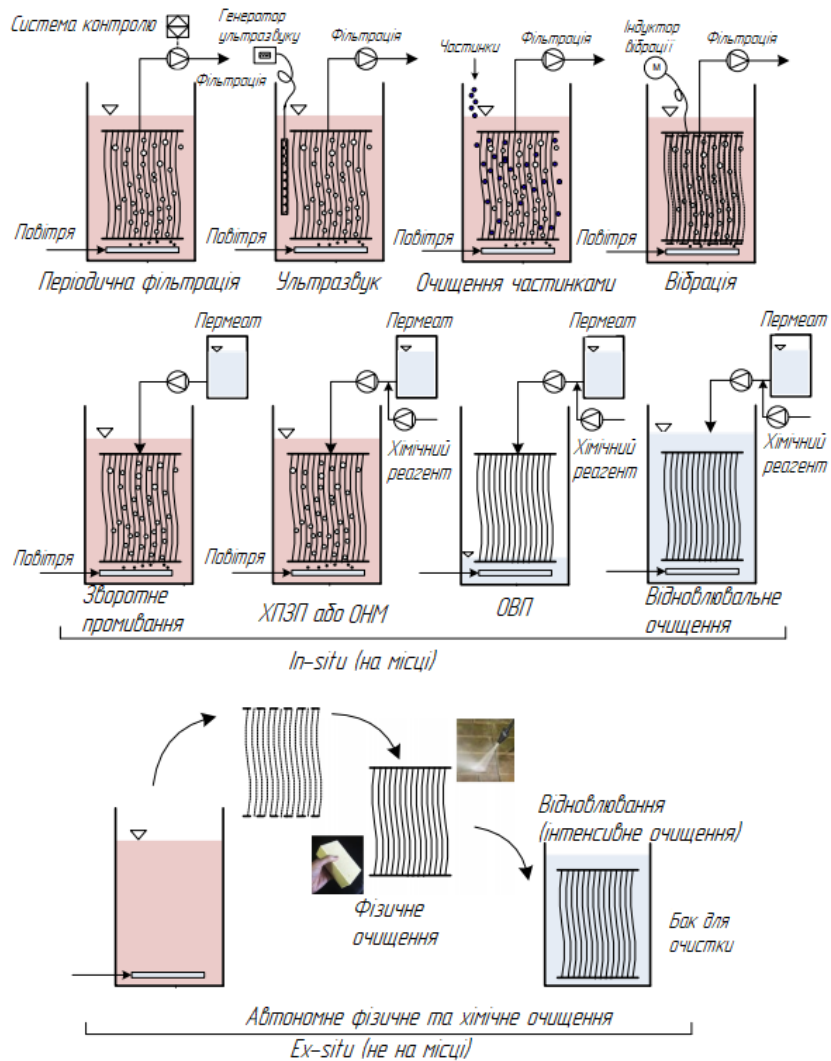 Система контролю
Генератор
ультразвуку
Фільтрація
Фільтрація
Частинки
Фільтрація
Індуктор
вібрації
М
Фільтрація
Повітря
Повітря
Повітря
Повітря
Періодична фільтрація
Ультразвук
Очищення частинками
Вібрація
Пермеат
Пермеат
Пермеат
Пермеат
Хімічний
реагент
Хімічний
реагент
Хімічний
реагент
Повітря
Повітря
Зворотне
промивання
ХПЗП або ОНМ
ОВП
Відновлювальне
очищення
In-situ (на місці)
Відновлювання
(інтенсивне очищення)
Фізичне
очищення
Бак для
очистки
Автономне фізичне та хімічне очищення
Ex-situ (не на місці)